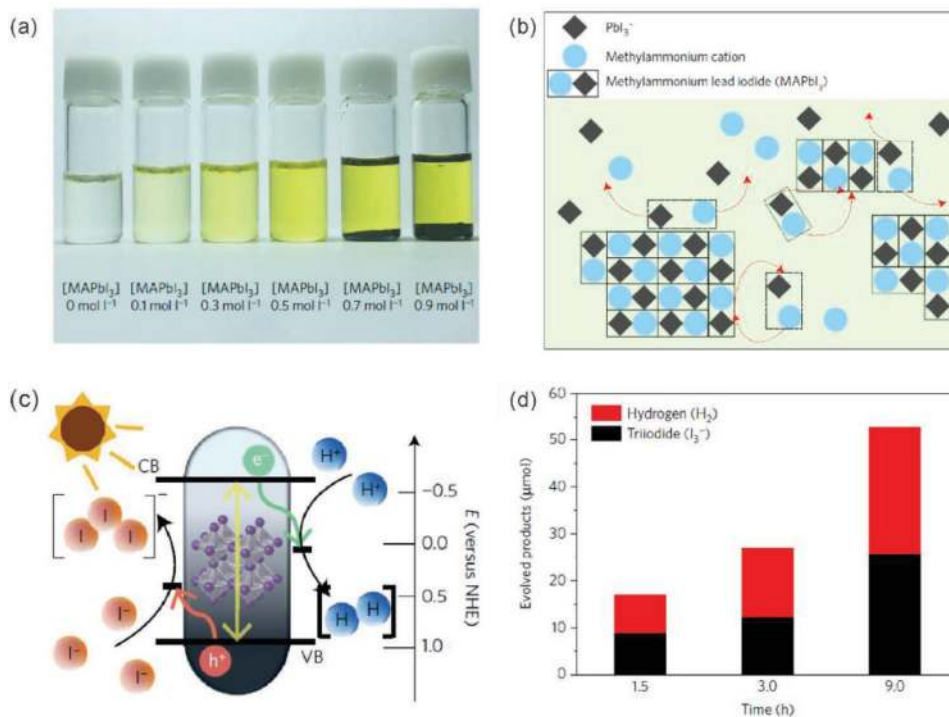 (a)
[MAPbI₃] [MAPbI₃] [MAPbI₃] [MAPbI₃] [MAPbI₃] [MAPbI₃]
0 mol l⁻¹ 0.1 mol l⁻¹ 0.3 mol l⁻¹ 0.5 mol l⁻¹ 0.7 mol l⁻¹ 0.9 mol l⁻¹
(b)
PbI₃⁻
Methylammonium cation
Methylammonium lead iodide (MAPbI₃)
(c)
CB
e⁻
H⁺
H⁺
I
I I
−
I⁻
I⁻
I⁻
h⁺
VB
H
H
−0.5
0.0
0.5
1.0
E (versus NHE)
(d)
Hydrogen (H₂)
Triiodide (I₃⁻)
Evolved products (μmol)
60
50
40
30
20
10
0
1.5 3.0 9.0
Time (h)